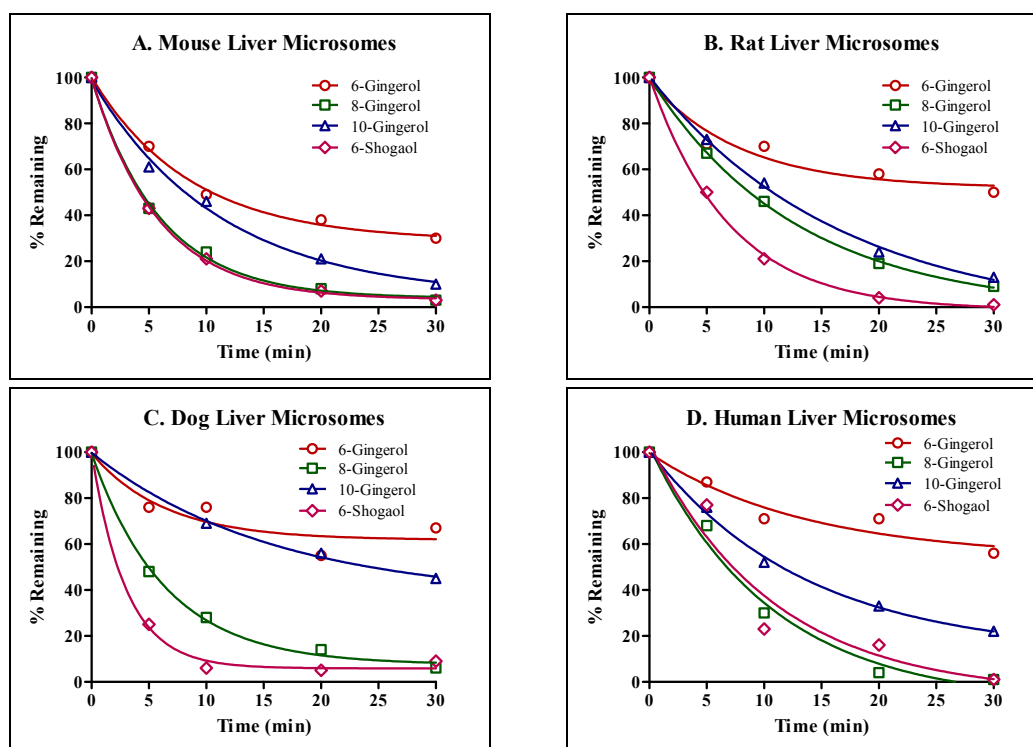 A. Mouse Liver Microsomes
% Remaining
100
80
60
40
20
0
6-Gingerol
8-Gingerol
10-Gingerol
6-Shogaol
0 5 10 15 20 25 30
Time (min)
B. Rat Liver Microsomes
% Remaining
100
80
60
40
20
0
6-Gingerol
8-Gingerol
10-Gingerol
6-Shogaol
0 5 10 15 20 25 30
Time (min)
C. Dog Liver Microsomes
% Remaining
100
80
60
40
20
0
6-Gingerol
8-Gingerol
10-Gingerol
6-Shogaol
0 5 10 15 20 25 30
Time (min)
D. Human Liver Microsomes
% Remaining
100
80
60
40
20
0
6-Gingerol
8-Gingerol
10-Gingerol
6-Shogaol
0 5 10 15 20 25 30
Time (min)